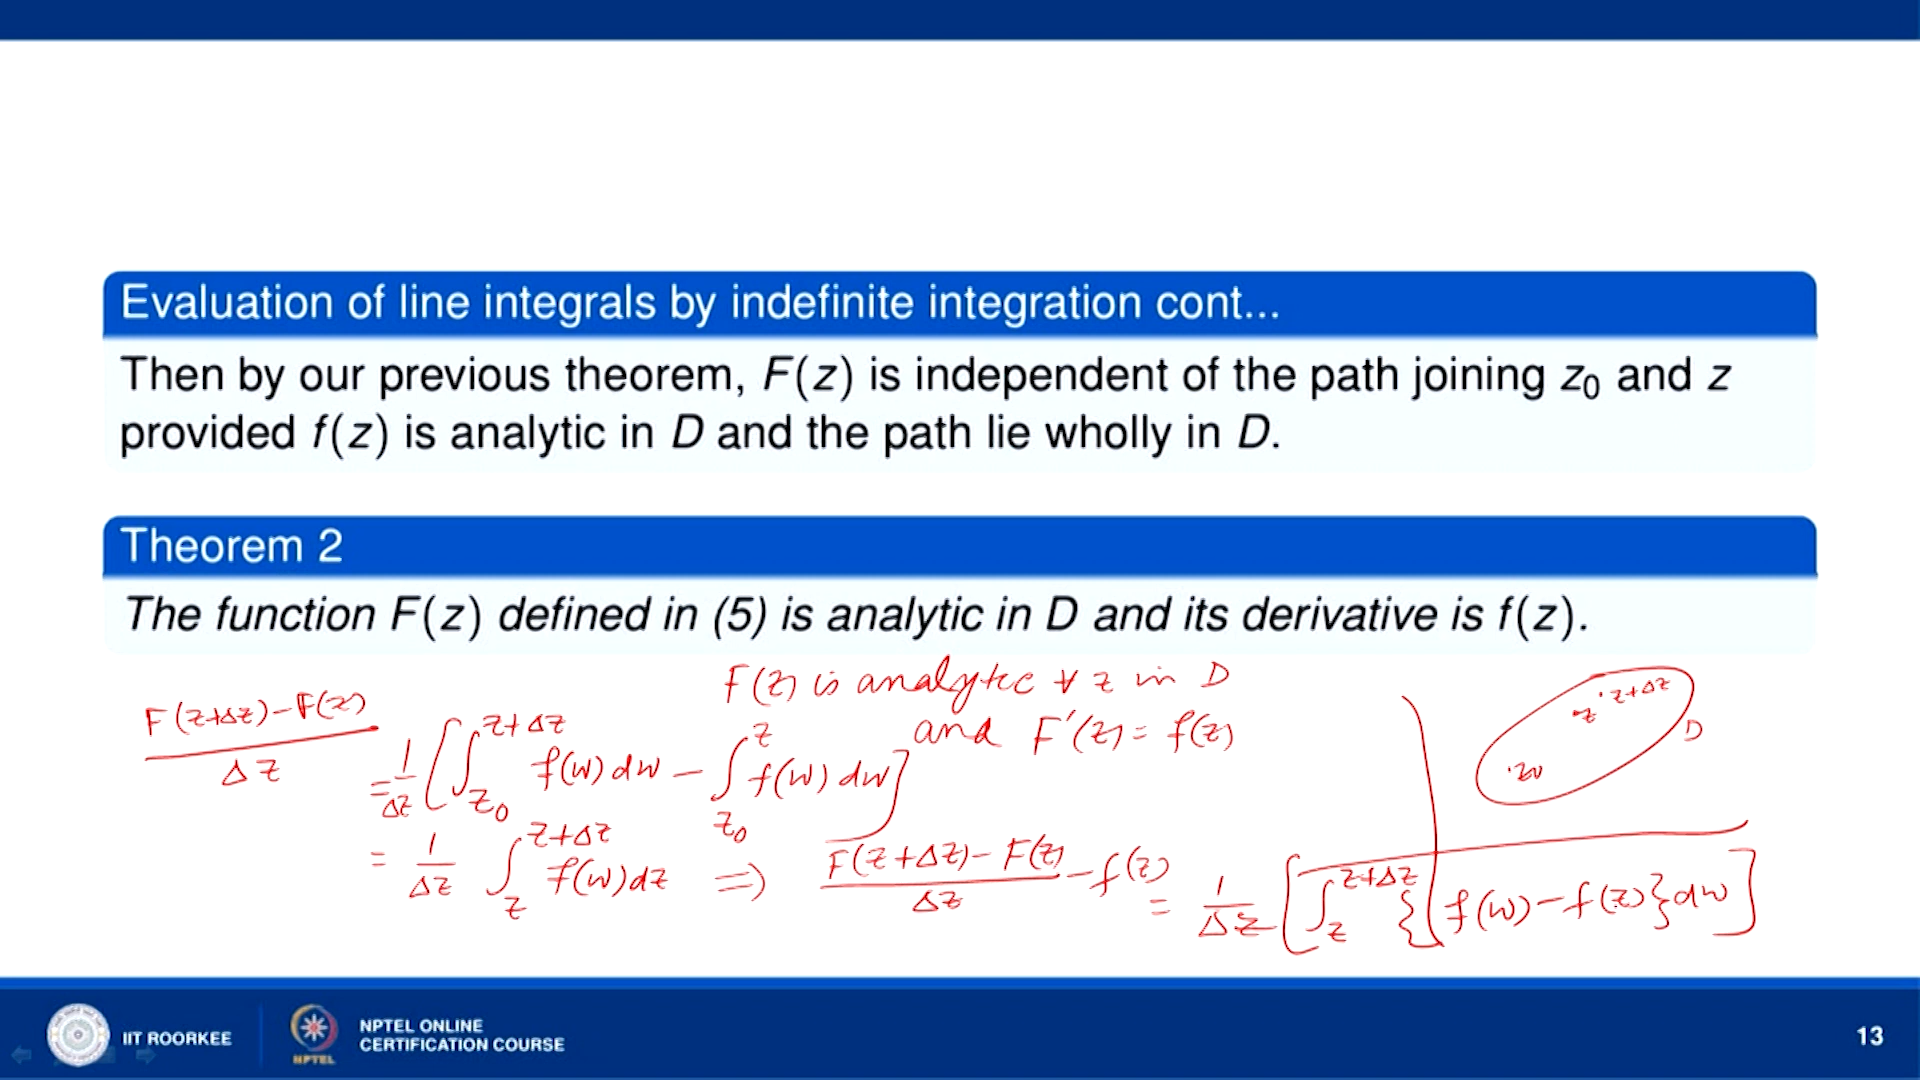 Evaluation of line integrals by indefinite integration cont...
Then by our previous theorem, F(z) is independent of the path joining z₀ and z
provided f(z) is analytic in D and the path lie wholly in D.
Theorem 2
The function F(z) defined in (5) is analytic in D and its derivative is f(z).
F(z) is analytic ∀ z in D
and F'(z) = f(z)
(F(z+Δz) − F(z)) / Δz
= 1/Δz [∫_{z₀}^{z+Δz} f(w) dw − ∫_{z₀}^{z} f(w) dw]
= 1/Δz ∫_{z}^{z+Δz} f(w) dz ⇒ (F(z+Δz) − F(z)) / Δz − f(z)
= 1/Δz [∫_{z}^{z+Δz} {f(w) − f(z)} dw]
z+Δz
z
D
z₀
IIT ROORKEE
NPTEL
NPTEL ONLINE
CERTIFICATION COURSE
13